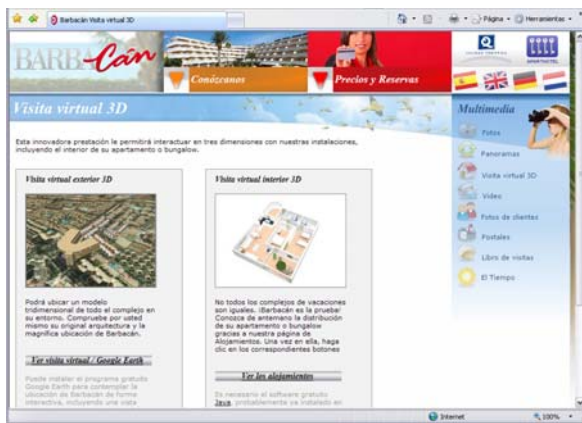 Barbacán Visita virtual 3D
Página
Herramientas
BARBACán
Conózcanos
Precios y Reservas
Q
Visita virtual 3D
Esta innovadora prestación le permitirá interactuar en tres dimensiones con nuestras instalaciones,
incluyendo el interior de su apartamento o bungalow.
Visita virtual exterior 3D
Podrá ubicar un modelo
tridimensional de todo el complejo en
su entorno. Compruebe por usted
mismo su original arquitectura y la
magnífica ubicación de Barbacán.
Ver visita virtual / Google Earth
Puede instalar el programa gratuito
Google Earth para contemplar la
ubicación de Barbacán de forma
interactiva, incluyendo una vista
Visita virtual interior 3D
No todos los complejos de vacaciones
son iguales. ¡Barbacán es la prueba!
Conozca de antemano la distribución
de su apartamento o bungalow
gracias a nuestra página de
Alojamientos. Una vez en ella, haga
clic en los correspondientes botones
Ver los alojamientos
Es necesario el software gratuito
Java, probablemente ya instalado en
Multimedia
Fotos
Panoramas
Visita virtual 3D
Video
Fotos de clientes
Postales
Libro de visitas
El Tiempo
Internet
100%